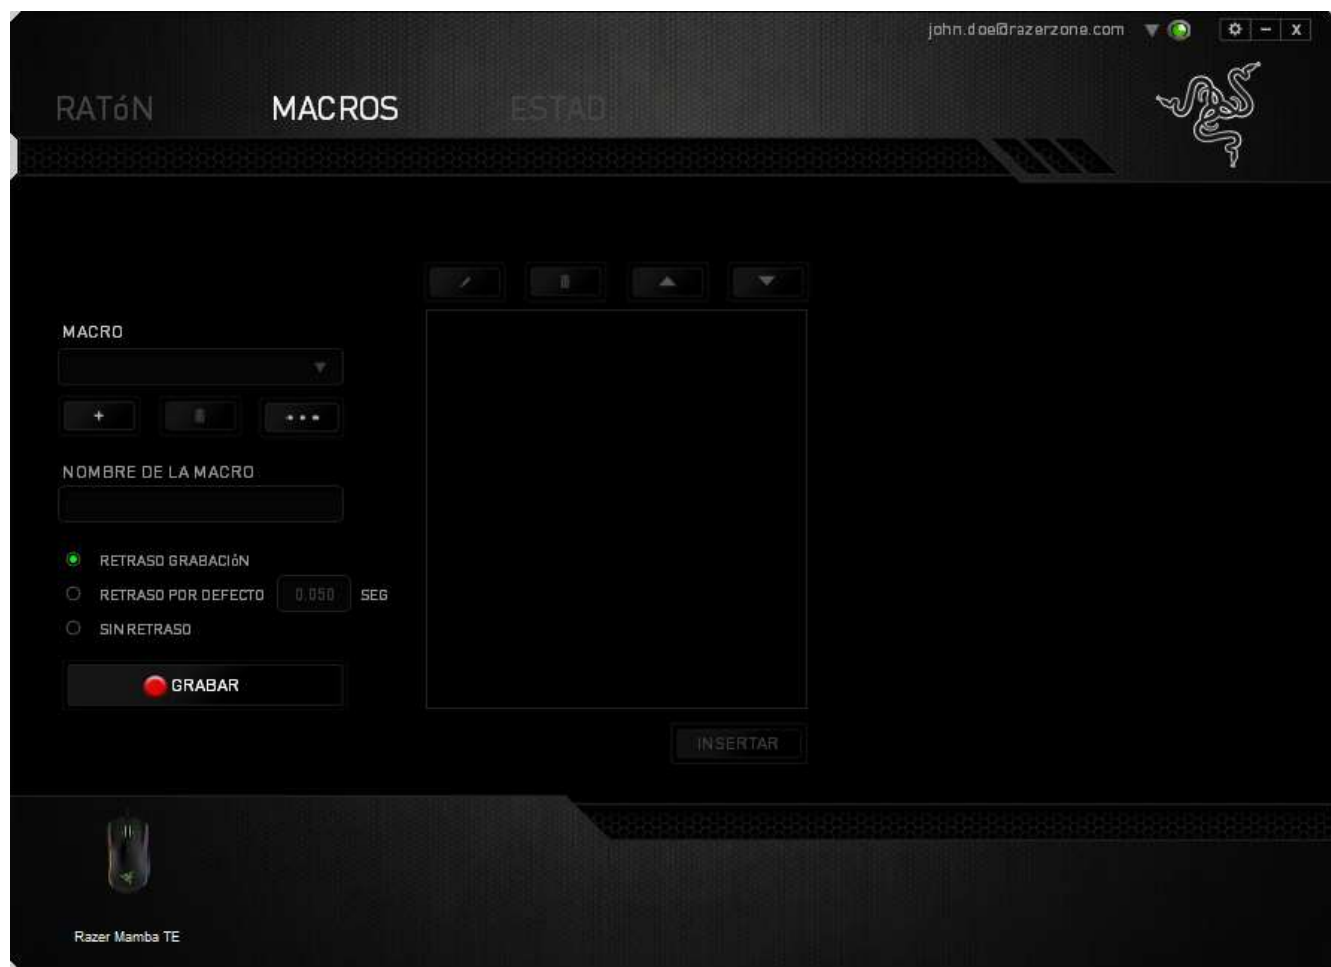 john.doe@razerzone.com
RATóN MACROS ESTAD
MACRO
NOMBRE DE LA MACRO
RETRASO GRABACIóN
RETRASO POR DEFECTO 0.050 SEG
SIN RETRASO
GRABAR
INSERTAR
Razer Mamba TE